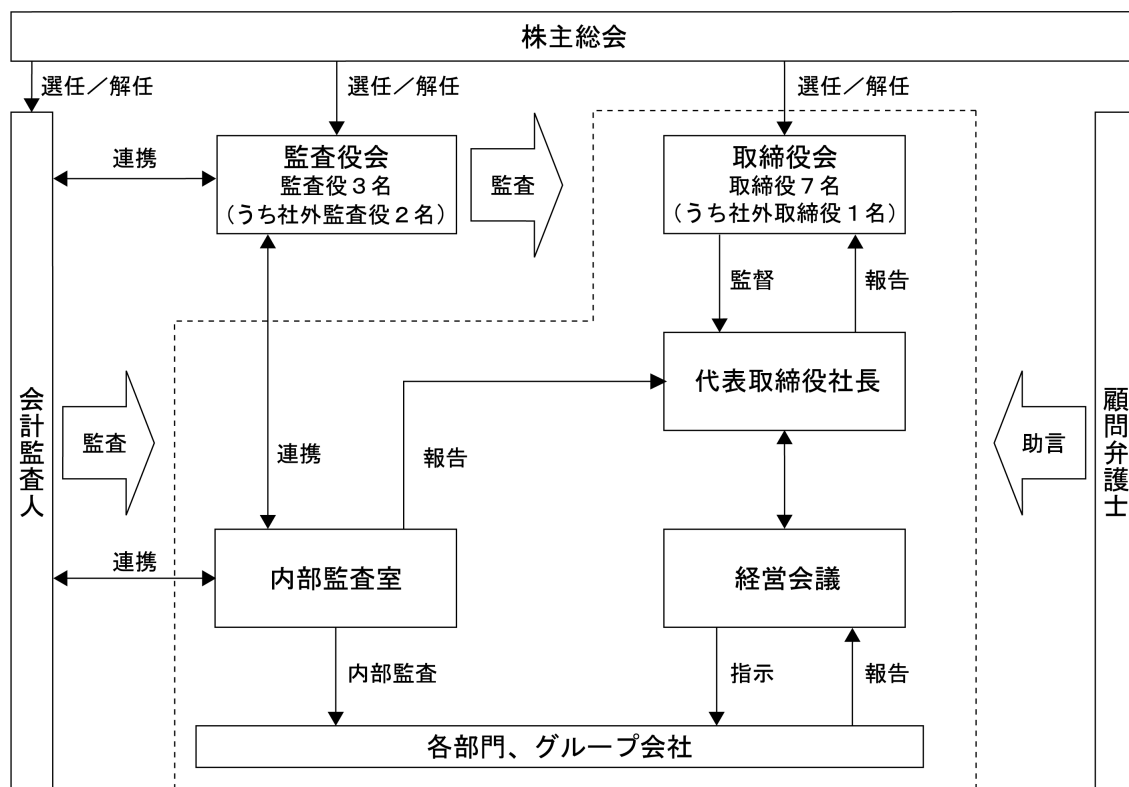 株主総会
選任／解任
選任／解任
選任／解任
連携
監査役会
監査役３名
（うち社外監査役２名）
監査
取締役会
取締役７名
（うち社外取締役１名）
監督
報告
代表取締役社長
会計監査人
監査
連携
報告
助言
顧問弁護士
連携
内部監査室
経営会議
内部監査
指示
報告
各部門、グループ会社